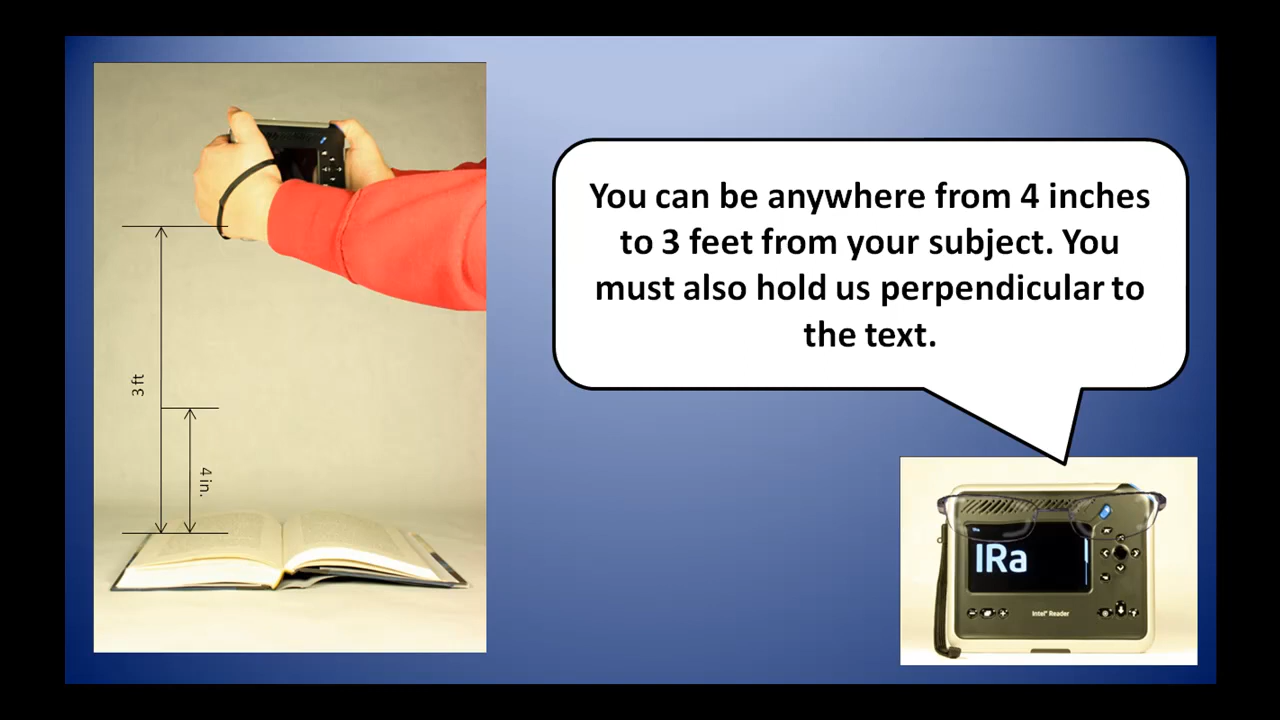 You can be anywhere from 4 inches
to 3 feet from your subject. You
must also hold us perpendicular to
the text.
3 ft
4 in.
IRa
Intel® Reader